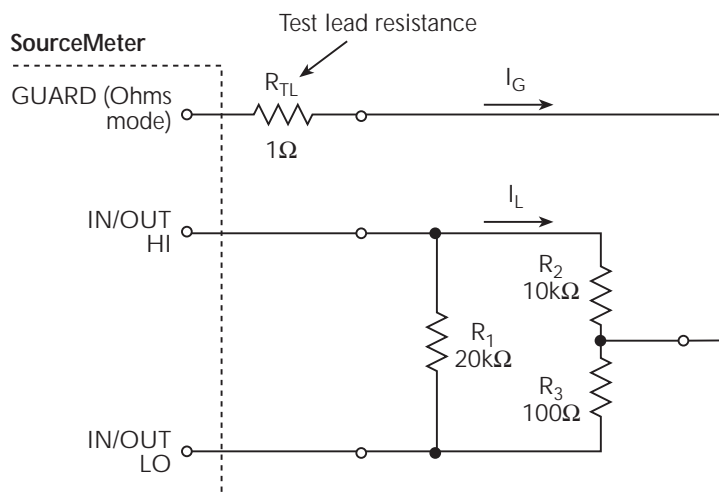 Test lead resistance
SourceMeter
GUARD (Ohms
mode)
R_TL
1Ω
I_G
IN/OUT
HI
I_L
R_2
10kΩ
R_1
20kΩ
R_3
100Ω
IN/OUT
LO